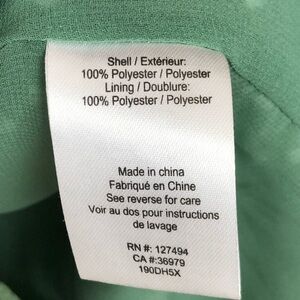 Shell / Extérieur:
100% Polyester / Polyester
Lining / Doublure:
100% Polyester / Polyester
Made in china
Fabriqué en Chine
See reverse for care
Voir au dos pour instructions
de lavage
RN #: 127494
CA #:36979
190DH5X